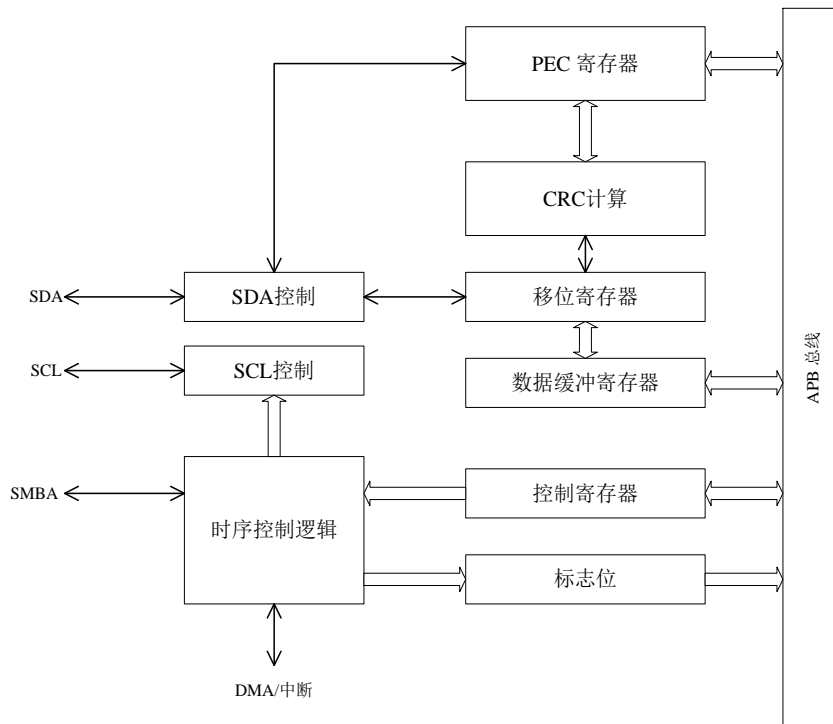 PEC 寄存器
CRC计算
SDA
SDA控制
移位寄存器
SCL
SCL控制
数据缓冲寄存器
APB 总线
SMBA
时序控制逻辑
控制寄存器
标志位
DMA/中断